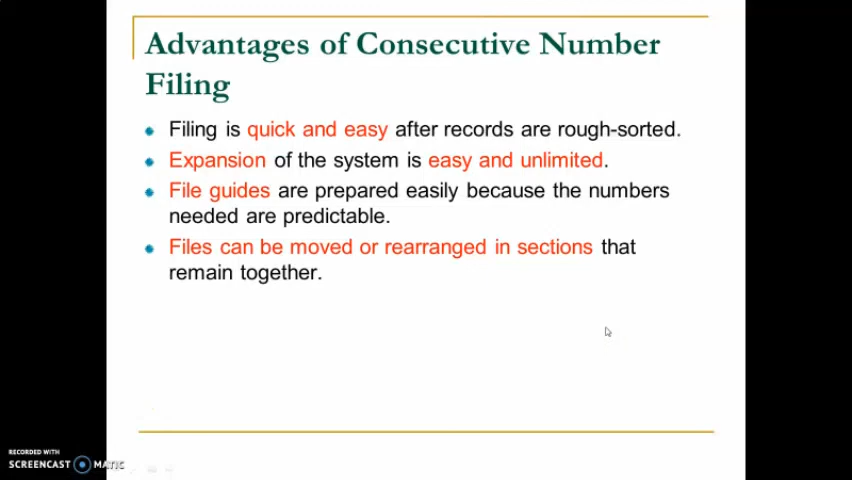 Advantages of Consecutive Number
Filing
Filing is quick and easy after records are rough-sorted.
Expansion of the system is easy and unlimited.
File guides are prepared easily because the numbers
needed are predictable.
Files can be moved or rearranged in sections that
remain together.
RECORDED WITH
SCREENCAST MATIC